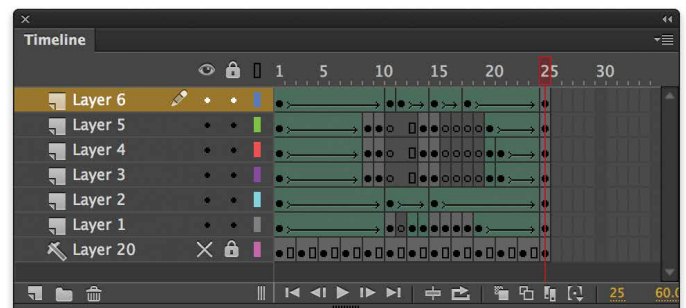 Timeline
1 5 10 15 20 25 30
Layer 6
Layer 5
Layer 4
Layer 3
Layer 2
Layer 1
Layer 20
25 60.0